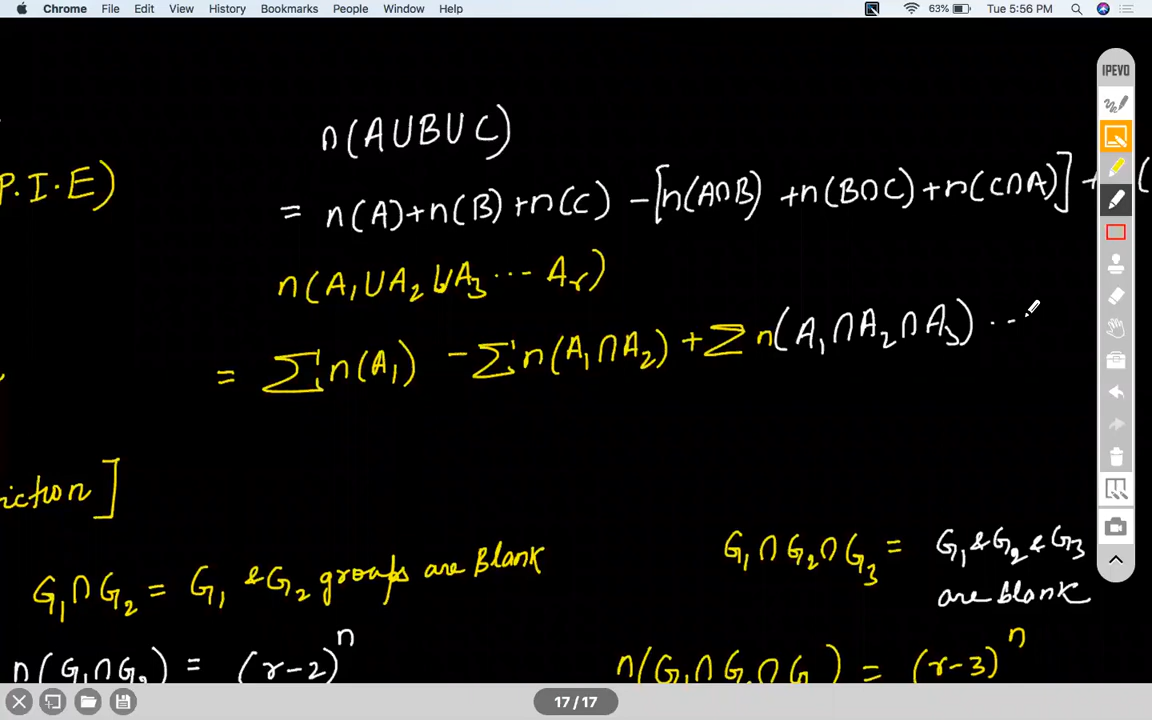 Chrome File Edit View History Bookmarks People Window Help 63% Tue 5:56 PM
IPEVO
n(A∪B∪C)
P.I.E)
= n(A)+n(B)+n(C) -[n(A∩B) +n(B∩C)+n(C∩A)] + (
n(A₁∪A₂∪A₃ ··· Aᵣ)
= Σn(A₁) -Σn(A₁∩A₂) +Σn(A₁∩A₂∩A₃) ·--
iction]
G₁∩G₂∩G₃ = G₁&G₂&G₃
are blank
G₁∩G₂ = G₁ &G₂ groups are Blank
n(G₁∩G₂) = (r-2)ⁿ
n(G₁∩G₂∩G₃) = (r-3)ⁿ
17/17